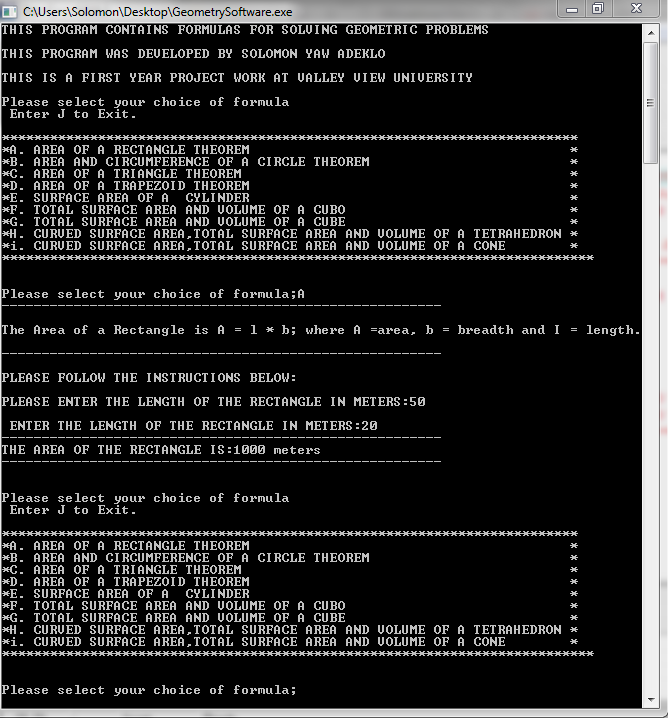 C:\Users\Solomon\Desktop\GeometrySoftware.exe
THIS PROGRAM CONTAINS FORMULAS FOR SOLVING GEOMETRIC PROBLEMS
THIS PROGRAM WAS DEVELOPED BY SOLOMON YAW ADEKLO
THIS IS A FIRST YEAR PROJECT WORK AT VALLEY VIEW UNIVERSITY
Please select your choice of formula
Enter J to Exit.
*************************************************************************
*A. AREA OF A RECTANGLE THEOREM *
*B. AREA AND CIRCUMFERENCE OF A CIRCLE THEOREM *
*C. AREA OF A TRIANGLE THEOREM *
*D. AREA OF A TRAPEZOID THEOREM *
*E. SURFACE AREA OF A  CYLINDER *
*F. TOTAL SURFACE AREA AND VOLUME OF A CUBO *
*G. TOTAL SURFACE AREA AND VOLUME OF A CUBE *
*H. CURVED SURFACE AREA,TOTAL SURFACE AREA AND VOLUME OF A TETRAHEDRON *
*i. CURVED SURFACE AREA,TOTAL SURFACE AREA AND VOLUME OF A CONE *
***************************************************************************
Please select your choice of formula;A
-------------------------------------------------------
The Area of a Rectangle is A = l * b; where A =area, b = breadth and I = length.
-------------------------------------------------------
PLEASE FOLLOW THE INSTRUCTIONS BELOW:
PLEASE ENTER THE LENGTH OF THE RECTANGLE IN METERS:50
ENTER THE LENGTH OF THE RECTANGLE IN METERS:20
-------------------------------------------------------
THE AREA OF THE RECTANGLE IS:1000 meters
-------------------------------------------------------
Please select your choice of formula
Enter J to Exit.
*************************************************************************
*A. AREA OF A RECTANGLE THEOREM *
*B. AREA AND CIRCUMFERENCE OF A CIRCLE THEOREM *
*C. AREA OF A TRIANGLE THEOREM *
*D. AREA OF A TRAPEZOID THEOREM *
*E. SURFACE AREA OF A  CYLINDER *
*F. TOTAL SURFACE AREA AND VOLUME OF A CUBO *
*G. TOTAL SURFACE AREA AND VOLUME OF A CUBE *
*H. CURVED SURFACE AREA,TOTAL SURFACE AREA AND VOLUME OF A TETRAHEDRON *
*i. CURVED SURFACE AREA,TOTAL SURFACE AREA AND VOLUME OF A CONE *
***************************************************************************
Please select your choice of formula;